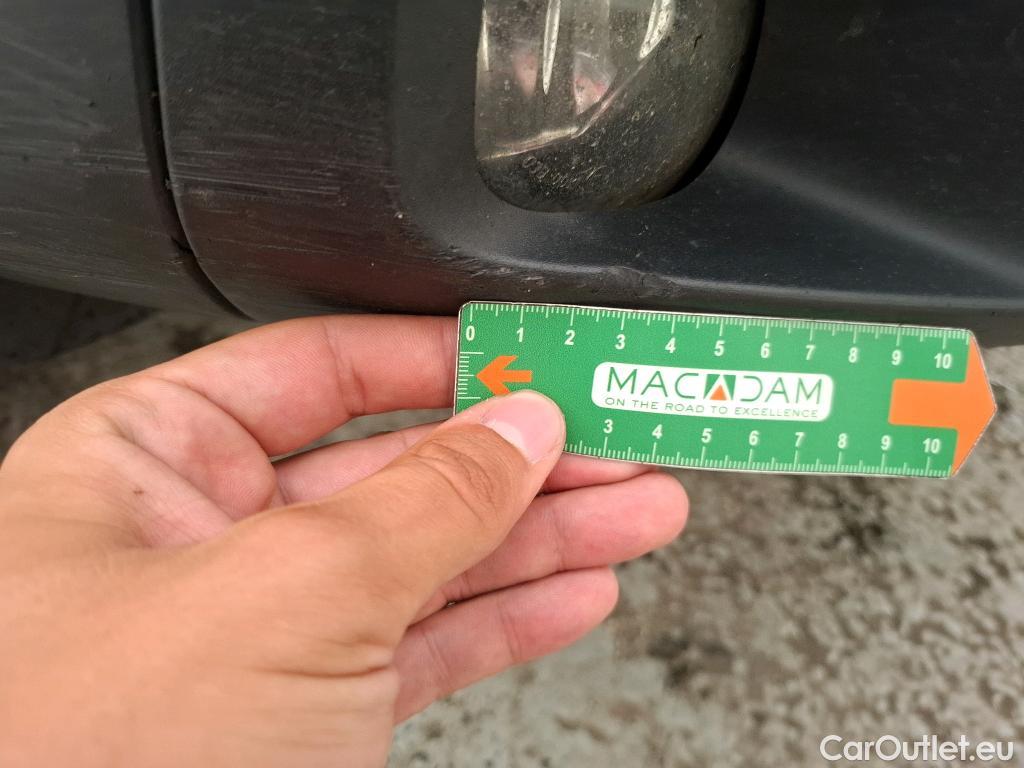 0 1 2 3 4 5 6 7 8 9 10
MACADAM
ON THE ROAD TO EXCELLENCE
3 4 5 6 7 8 9 10
CarOutlet.eu